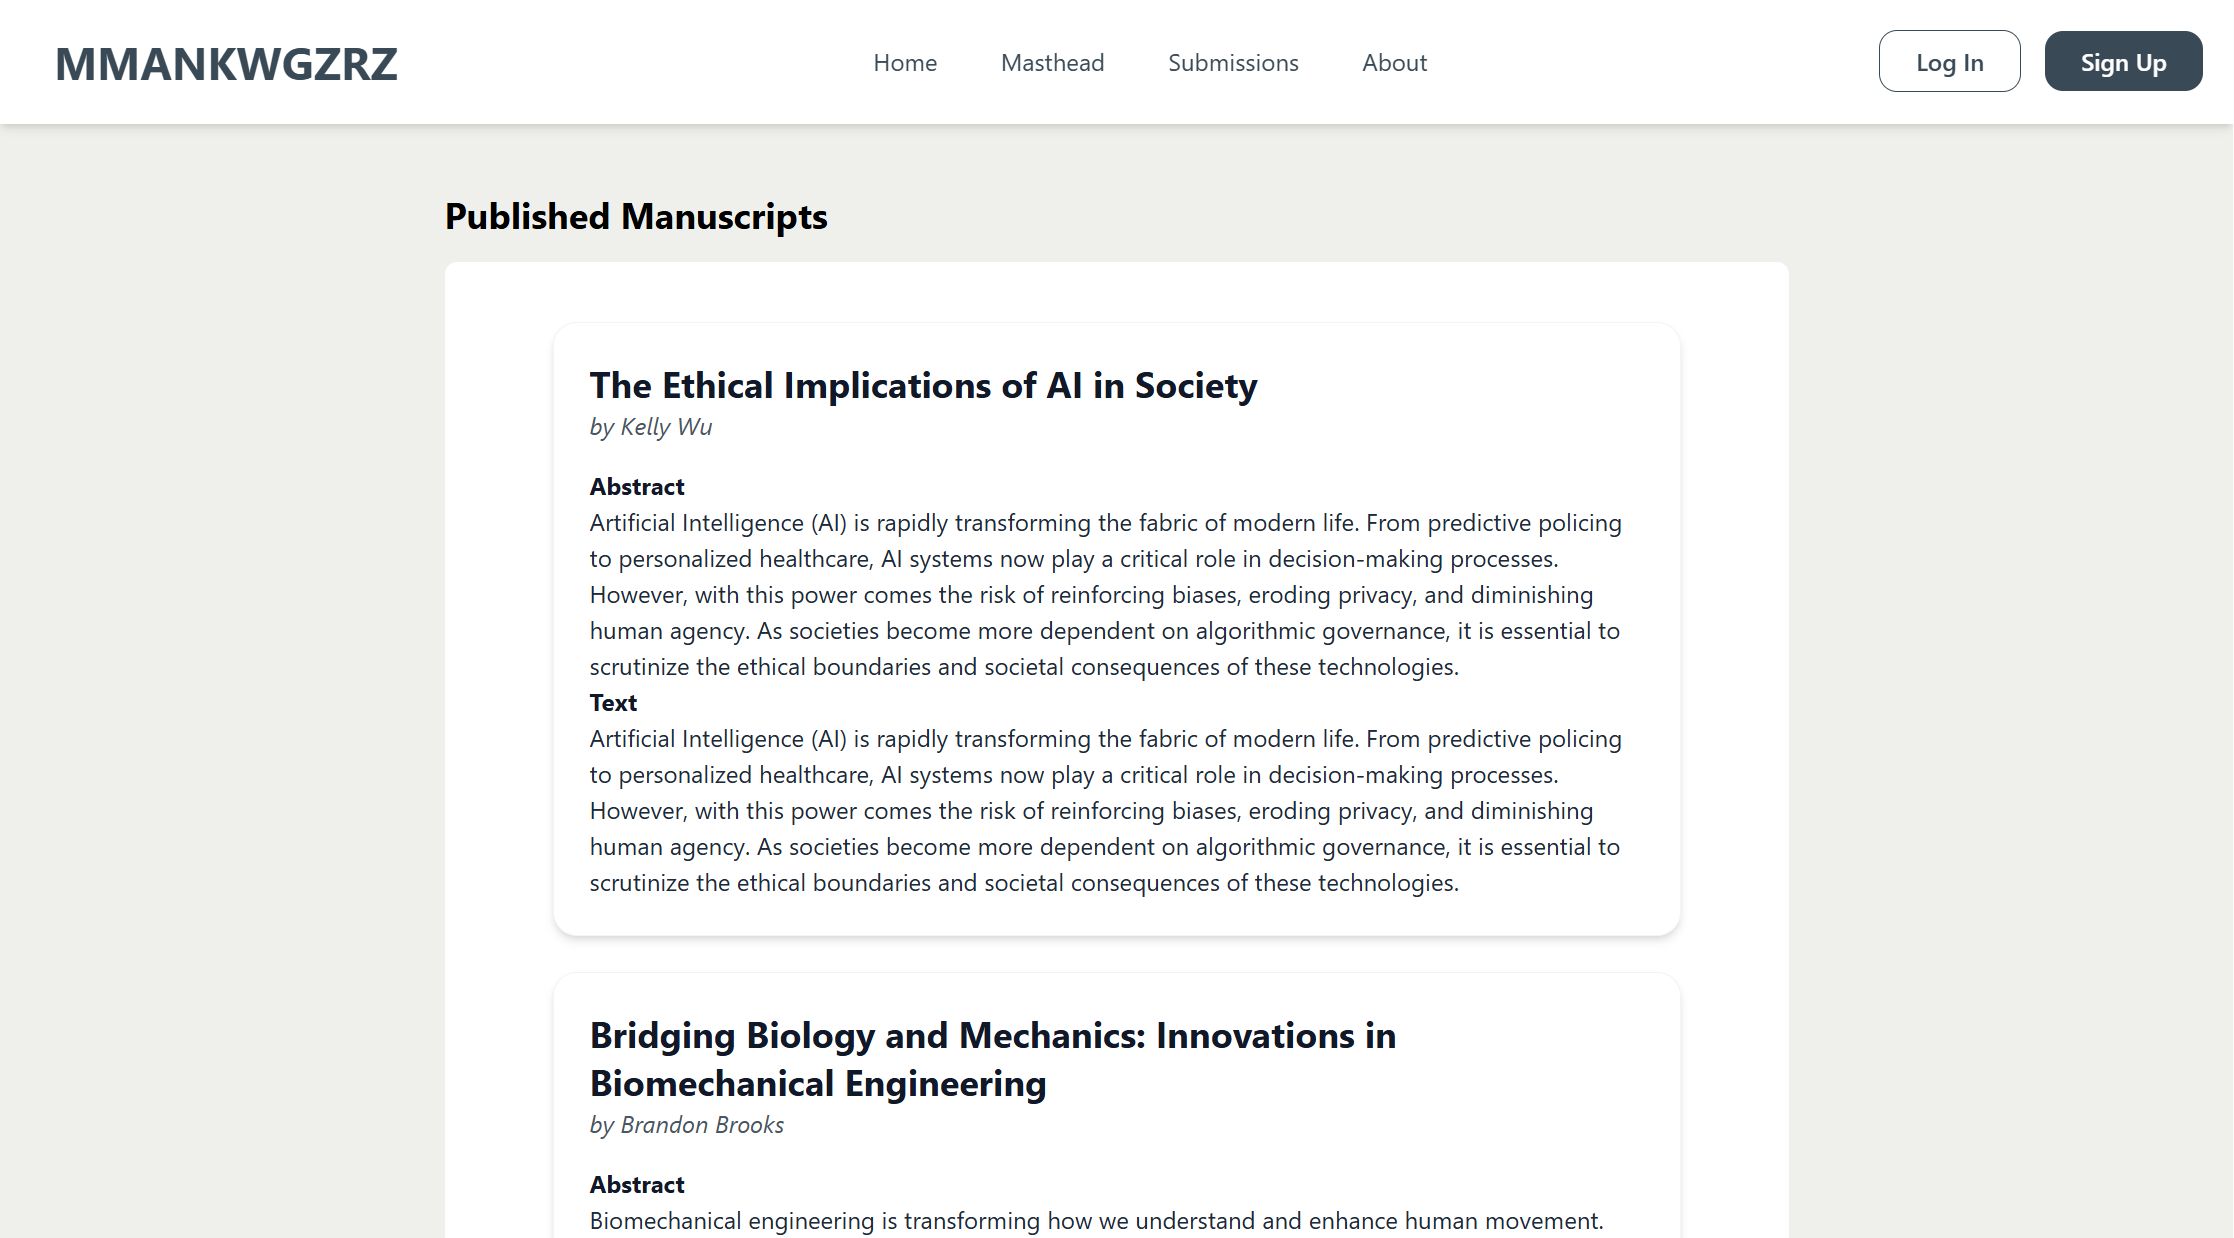 MMANKWGZRZ
Home
Masthead
Submissions
About
Log In
Sign Up
Published Manuscripts
The Ethical Implications of AI in Society
by Kelly Wu
Abstract
Artificial Intelligence (AI) is rapidly transforming the fabric of modern life. From predictive policing
to personalized healthcare, AI systems now play a critical role in decision-making processes.
However, with this power comes the risk of reinforcing biases, eroding privacy, and diminishing
human agency. As societies become more dependent on algorithmic governance, it is essential to
scrutinize the ethical boundaries and societal consequences of these technologies.
Text
Artificial Intelligence (AI) is rapidly transforming the fabric of modern life. From predictive policing
to personalized healthcare, AI systems now play a critical role in decision-making processes.
However, with this power comes the risk of reinforcing biases, eroding privacy, and diminishing
human agency. As societies become more dependent on algorithmic governance, it is essential to
scrutinize the ethical boundaries and societal consequences of these technologies.
Bridging Biology and Mechanics: Innovations in
Biomechanical Engineering
by Brandon Brooks
Abstract
Biomechanical engineering is transforming how we understand and enhance human movement.